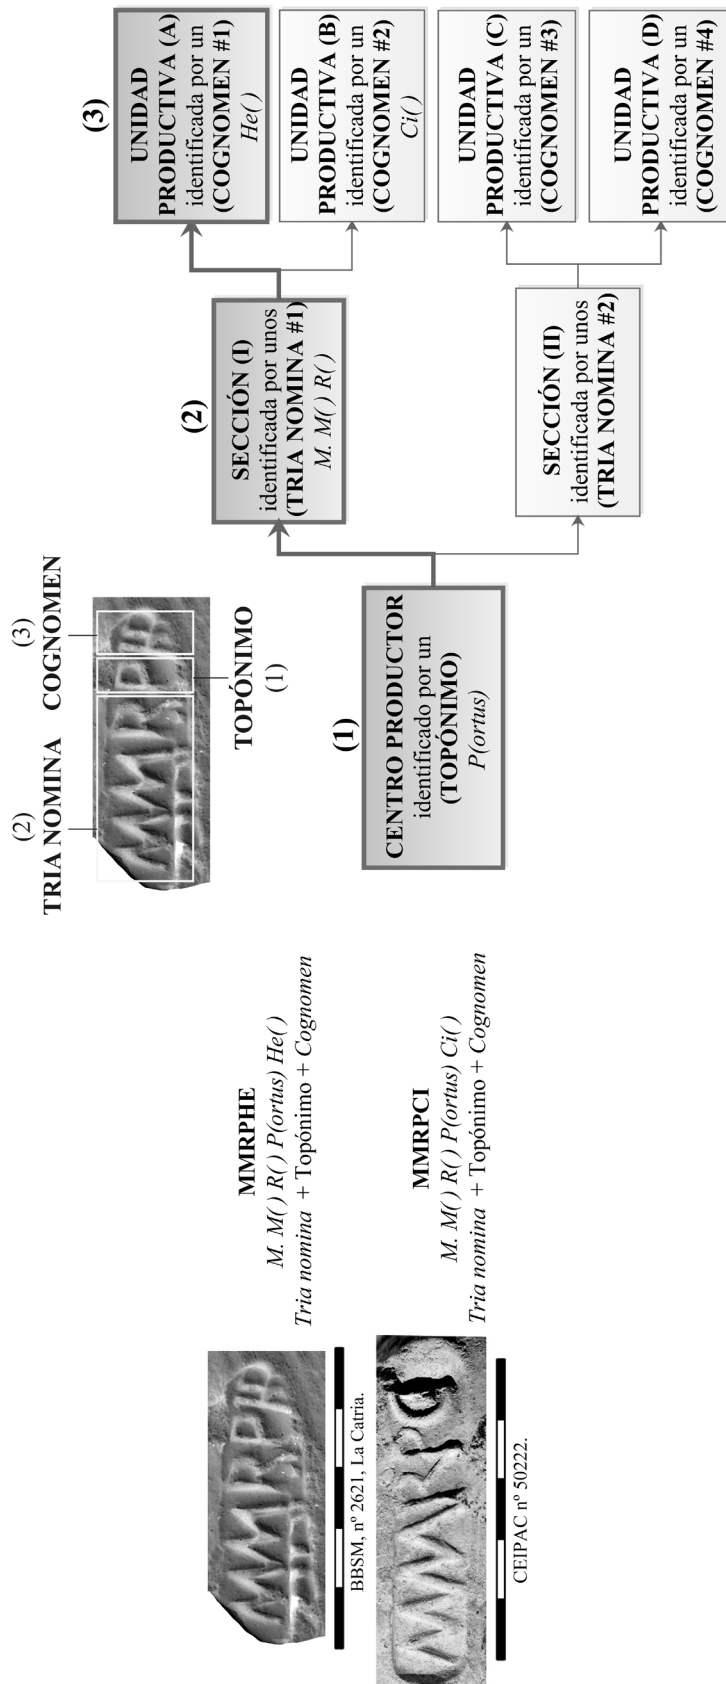 MMRPHE
M. M( ) R( ) P(ortus) He( )
Tria nomina + Topónimo + Cognomen
BBSM, nº 2621, La Catria.
MMRPCI
M. M( ) R( ) P(ortus) Ci( )
Tria nomina + Topónimo + Cognomen
CEIPAC nº 50222.
(2)
TRIA NOMINA
(3)
COGNOMEN
TOPÓNIMO
(1)
(1)
CENTRO PRODUCTOR
identificado por un
(TOPÓNIMO)
P(ortus)
(2)
SECCIÓN (I)
identificada por unos
(TRIA NOMINA #1)
M. M( ) R( )
SECCIÓN (II)
identificada por unos
(TRIA NOMINA #2)
(3)
UNIDAD
PRODUCTIVA (A)
identificada por un
(COGNOMEN #1)
He( )
UNIDAD
PRODUCTIVA (B)
identificada por un
(COGNOMEN #2)
Ci( )
UNIDAD
PRODUCTIVA (C)
identificada por un
(COGNOMEN #3)
UNIDAD
PRODUCTIVA (D)
identificada por un
(COGNOMEN #4)